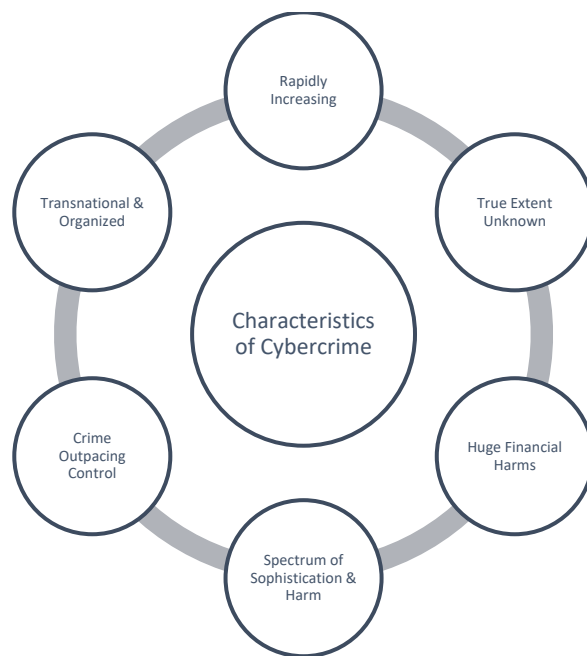 Rapidly
Increasing
True Extent
Unknown
Huge Financial
Harms
Spectrum of
Sophistication &
Harm
Crime
Outpacing
Control
Transnational &
Organized
Characteristics
of Cybercrime